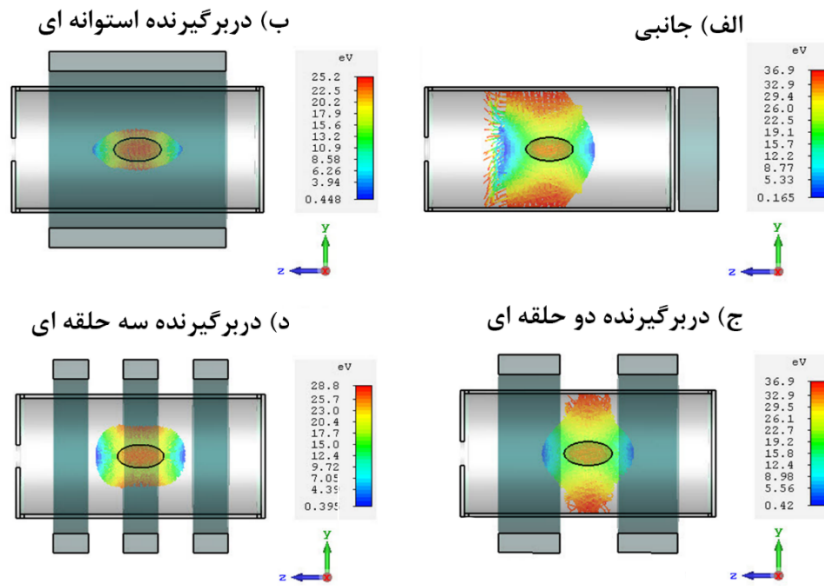 الف) جانبی
eV
36.9
32.9
29.4
26.0
22.5
19.1
15.7
12.2
8.77
5.33
0.165
y
z
x
ب) دربرگیرنده استوانه ای
eV
25.2
22.5
20.2
17.9
15.6
13.2
10.9
8.58
6.26
3.94
0.448
y
z
x
ج) دربرگیرنده دو حلقه ای
eV
36.9
32.9
29.5
26.1
22.7
19.2
15.8
12.4
8.98
5.56
0.42
y
z
x
د) دربرگیرنده سه حلقه ای
eV
28.8
25.7
23.0
20.4
17.7
15.0
12.4
9.72
7.05
4.39
0.395
y
z
x